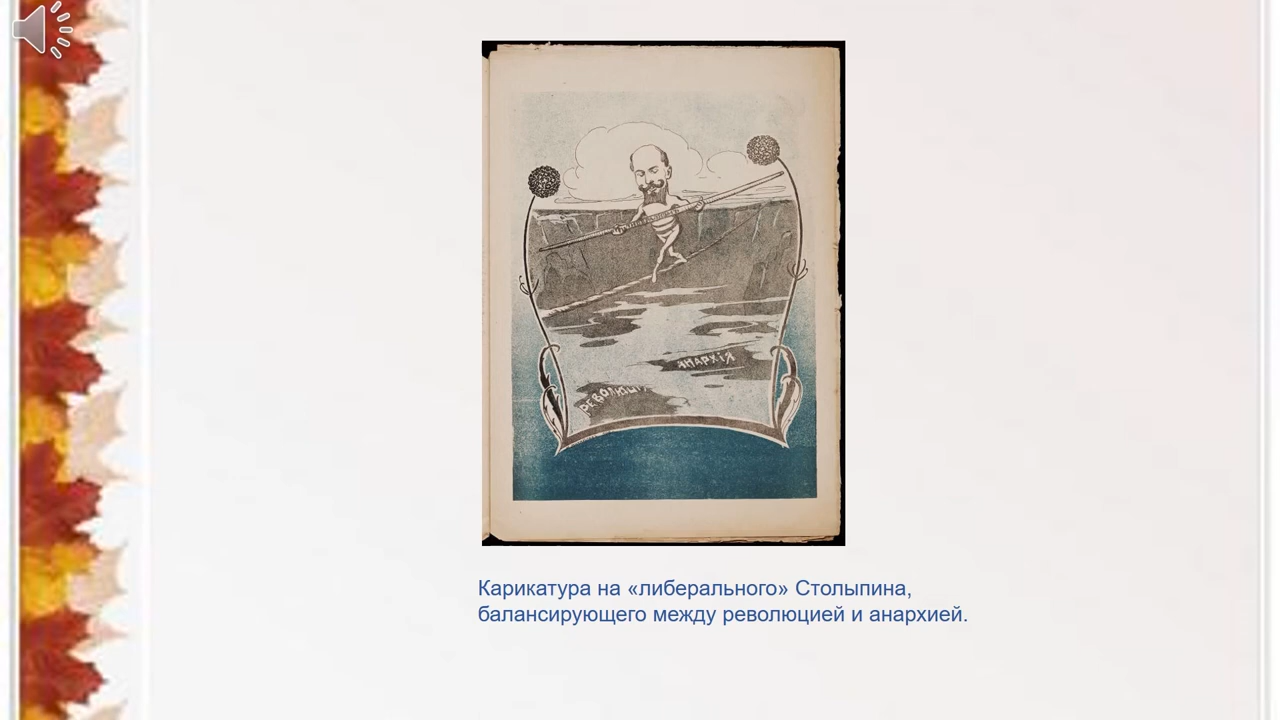 АНАРХІЯ
Карикатура на «либерального» Столыпина,
балансирующего между революцией и анархией.